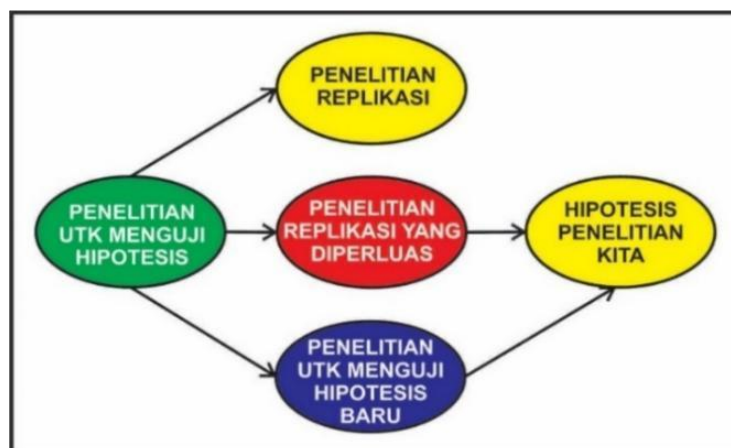 PENELITIAN
REPLIKASI
PENELITIAN
UTK MENGUJI
HIPOTESIS
PENELITIAN
REPLIKASI YANG
DIPERLUAS
HIPOTESIS
PENELITIAN
KITA
PENELITIAN
UTK MENGUJI
HIPOTESIS
BARU